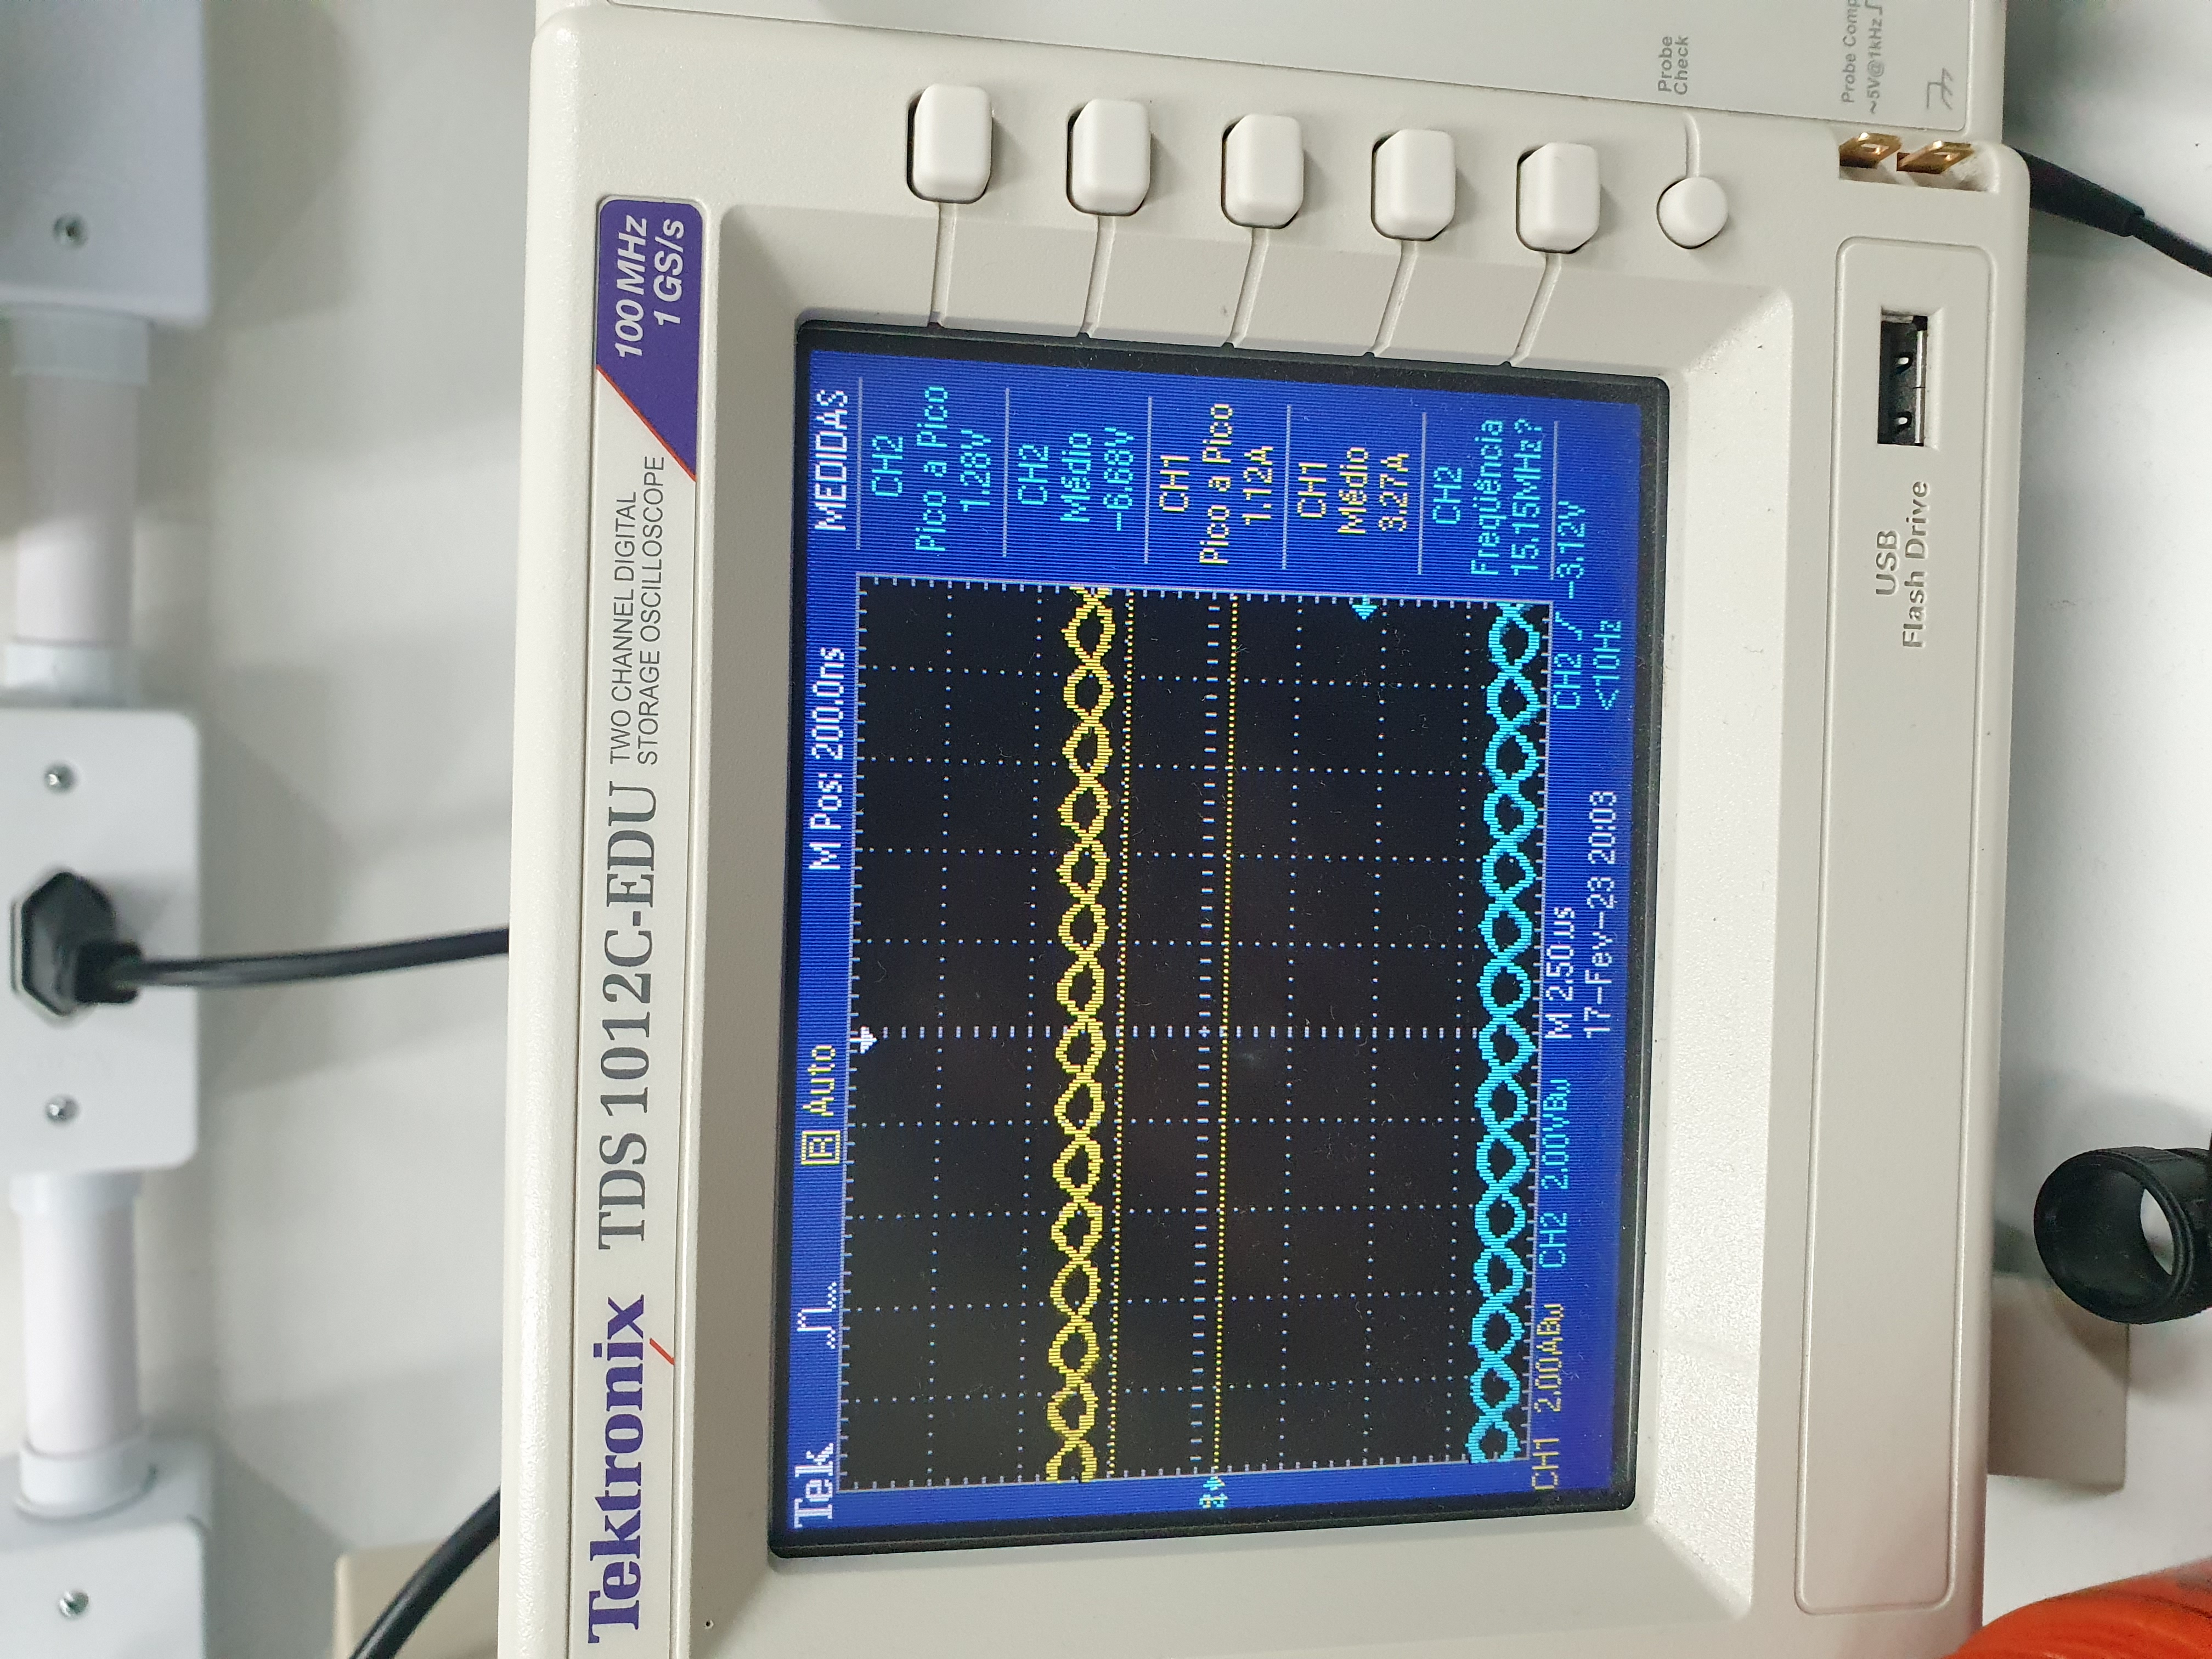 Tektronix TDS 1012C-EDU TWO CHANNEL DIGITAL
STORAGE OSCILLOSCOPE
100 MHz
1 GS/s
Tek Auto M Pos: 200.0ns MEDIDAS
CH2
Pico a Pico
1.28V
CH2
Médio
-6.68V
CH1
Pico a Pico
1.12A
CH1
Médio
3.27A
CH2
Freqüência
15.15MHz?
CH1 2.00ABW CH2 2.00VBW M 2.50µs CH2 -3.12V
17-Fev-23 20:03 <10Hz
Probe
Check
USB
Flash Drive
Probe Comp
~5V@1kHz